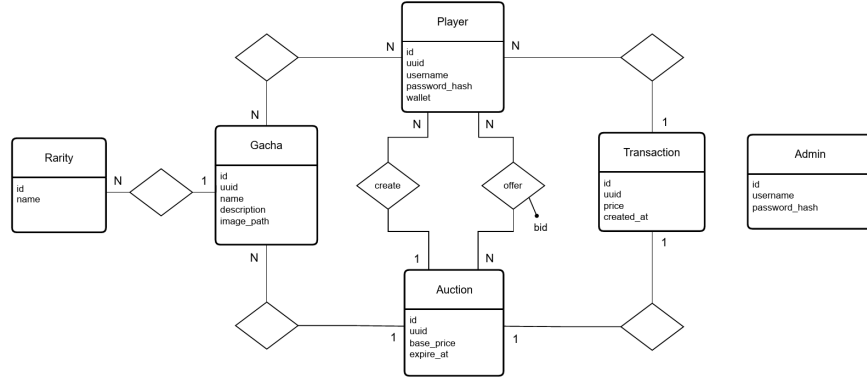 Player
N
N
id
uuid
username
password_hash
wallet
N
N
N
1
Rarity
id
name
N
1
Gacha
id
uuid
name
description
image_path
create
offer
bid
Transaction
id
uuid
price
created_at
Admin
id
username
password_hash
N
1
N
1
Auction
id
uuid
base_price
expire_at
1
1